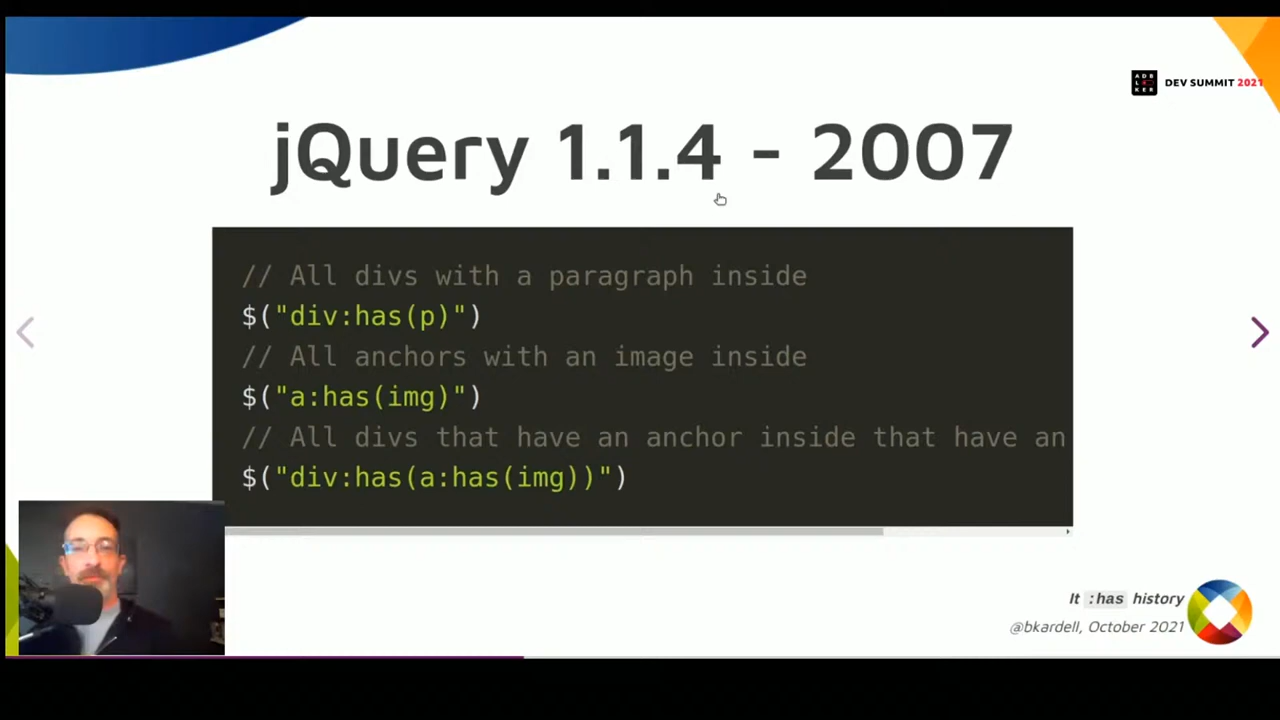 ADB
L KER
DEV SUMMIT 2021
jQuery 1.1.4 - 2007
// All divs with a paragraph inside
$("div:has(p)")
// All anchors with an image inside
$("a:has(img)")
// All divs that have an anchor inside that have an
$("div:has(a:has(img))")
It :has history
@bkardell, October 2021